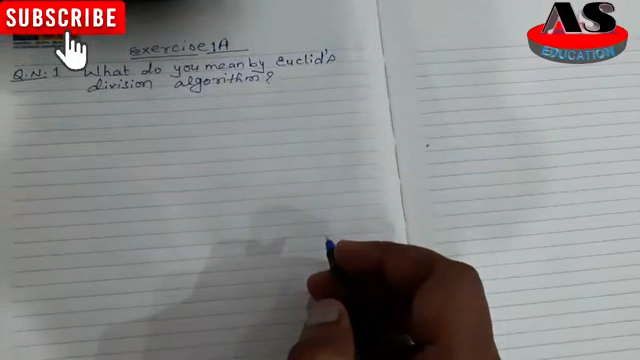 SUBSCRIBE
AS
EDUCATION
Exercise 1A
Q.N: 1 What do you mean by Euclid's
division algorithm?